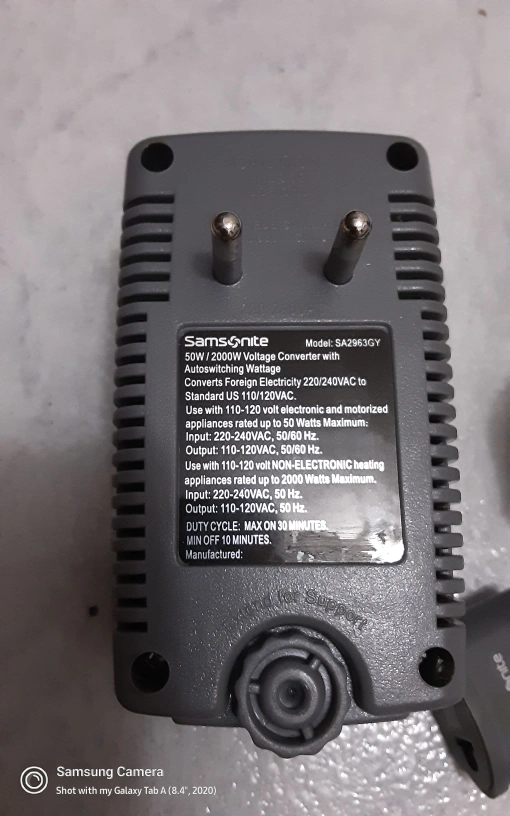 Samsonite Model: SA2963GY
50W / 2000W Voltage Converter with
Autoswitching Wattage
Converts Foreign Electricity 220/240VAC to
Standard US 110/120VAC.
Use with 110-120 volt electronic and motorized
appliances rated up to 50 Watts Maximum:
Input: 220-240VAC, 50/60 Hz.
Output: 110-120VAC, 50/60 Hz.
Use with 110-120 volt NON-ELECTRONIC heating
appliances rated up to 2000 Watts Maximum.
Input: 220-240VAC, 50 Hz.
Output: 110-120VAC, 50 Hz.
DUTY CYCLE: MAX ON 30 MINUTES,
MIN OFF 10 MINUTES.
Manufactured:
for Support
Samsung Camera
Shot with my Galaxy Tab A (8.4", 2020)